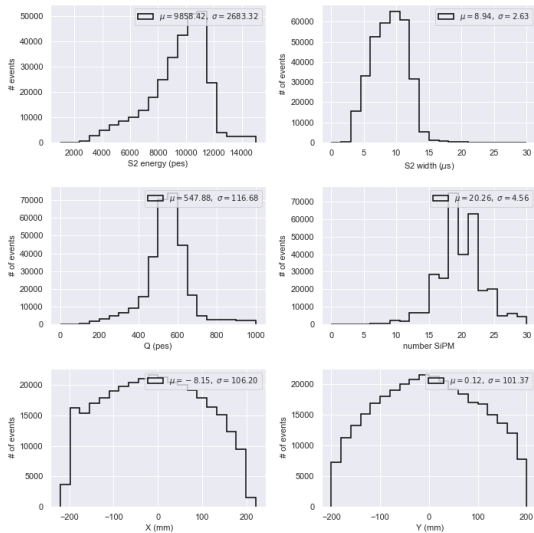 50000
40000
30000
20000
10000
0
# of events
μ = 9858.42, σ = 2683.32
2000 4000 6000 8000 10000 12000 14000
S2 energy (pes)
60000
50000
40000
30000
20000
10000
0
# of events
μ = 8.94, σ = 2.63
0 5 10 15 20 25 30
S2 width (μs)
70000
60000
50000
40000
30000
20000
10000
0
# of events
μ = 547.88, σ = 116.68
0 200 400 600 800 1000
Q (pes)
70000
60000
50000
40000
30000
20000
10000
0
# of events
μ = 20.26, σ = 4.56
0 5 10 15 20 25 30
number SiPM
20000
15000
10000
5000
0
# of events
μ = − 8.15, σ = 106.20
−200 −100 0 100 200
X (mm)
20000
15000
10000
5000
0
# of events
μ = 0.12, σ = 101.37
−200 −100 0 100 200
Y (mm)